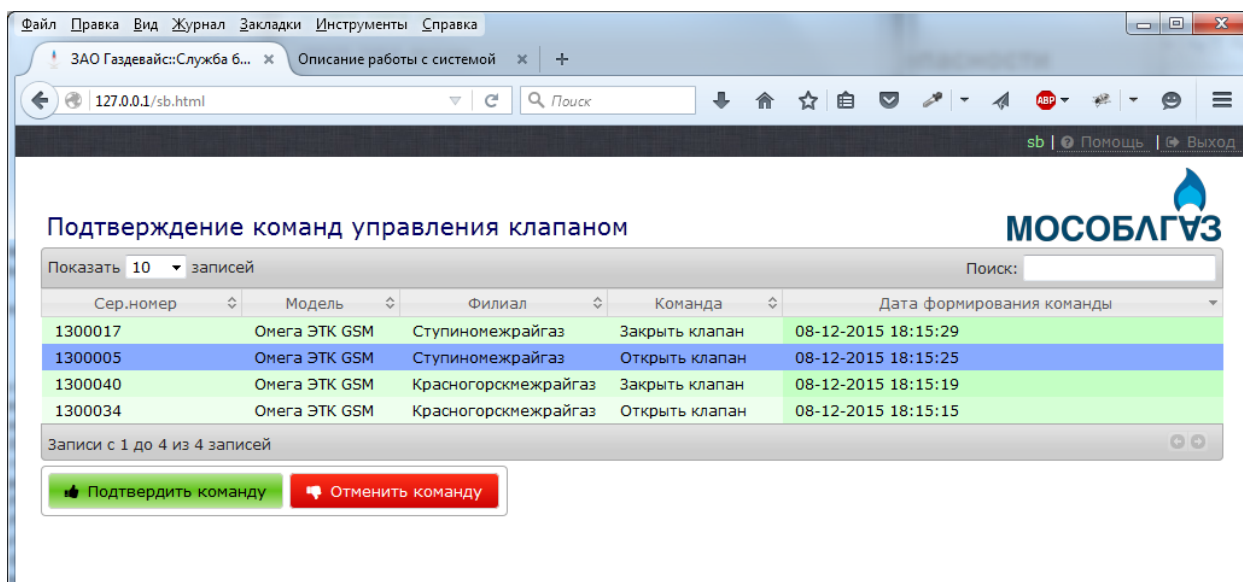 Файл Правка Вид Журнал Закладки Инструменты Справка
ЗАО Газдевайс::Служба б... Описание работы с системой
127.0.0.1/sb.html Поиск ABP
sb | Помощь | Выход
МОСОБЛГАЗ
Подтверждение команд управления клапаном
Показать 10 записей Поиск:
Сер.номер Модель Филиал Команда Дата формирования команды
1300017 Омега ЭТК GSM Ступиномежрайгаз Закрыть клапан 08-12-2015 18:15:29
1300005 Омега ЭТК GSM Ступиномежрайгаз Открыть клапан 08-12-2015 18:15:25
1300040 Омега ЭТК GSM Красногорскмежрайгаз Закрыть клапан 08-12-2015 18:15:19
1300034 Омега ЭТК GSM Красногорскмежрайгаз Открыть клапан 08-12-2015 18:15:15
Записи с 1 до 4 из 4 записей
Подтвердить команду Отменить команду